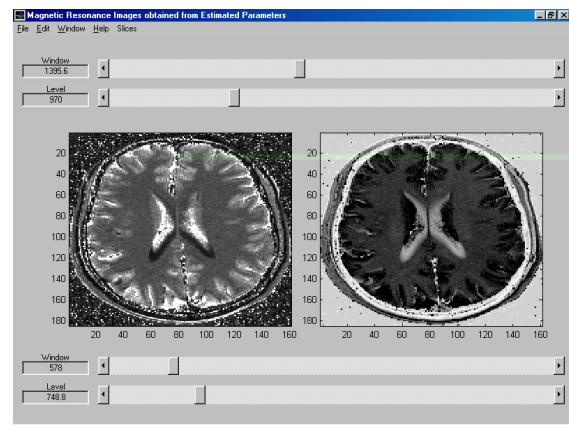 Magnetic Resonance Images obtained from Estimated Parameters
File Edit Window Help Slices
Window
1395.6
Level
970
20
40
60
80
100
120
140
160
180
20 40 60 80 100 120 140 160
20
40
60
80
100
120
140
160
180
20 40 60 80 100 120 140 160
Window
578
Level
748.8